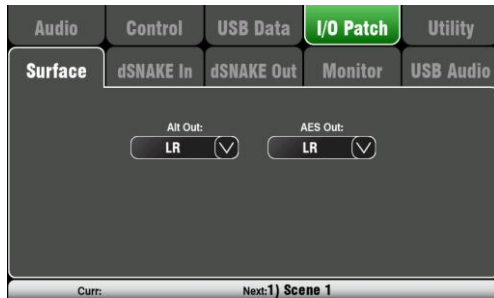 Audio Control USB Data I/O Patch Utility
Surface dSNAKE In dSNAKE Out Monitor USB Audio
Alt Out: AES Out:
LR LR
Curr: Next:1) Scene 1